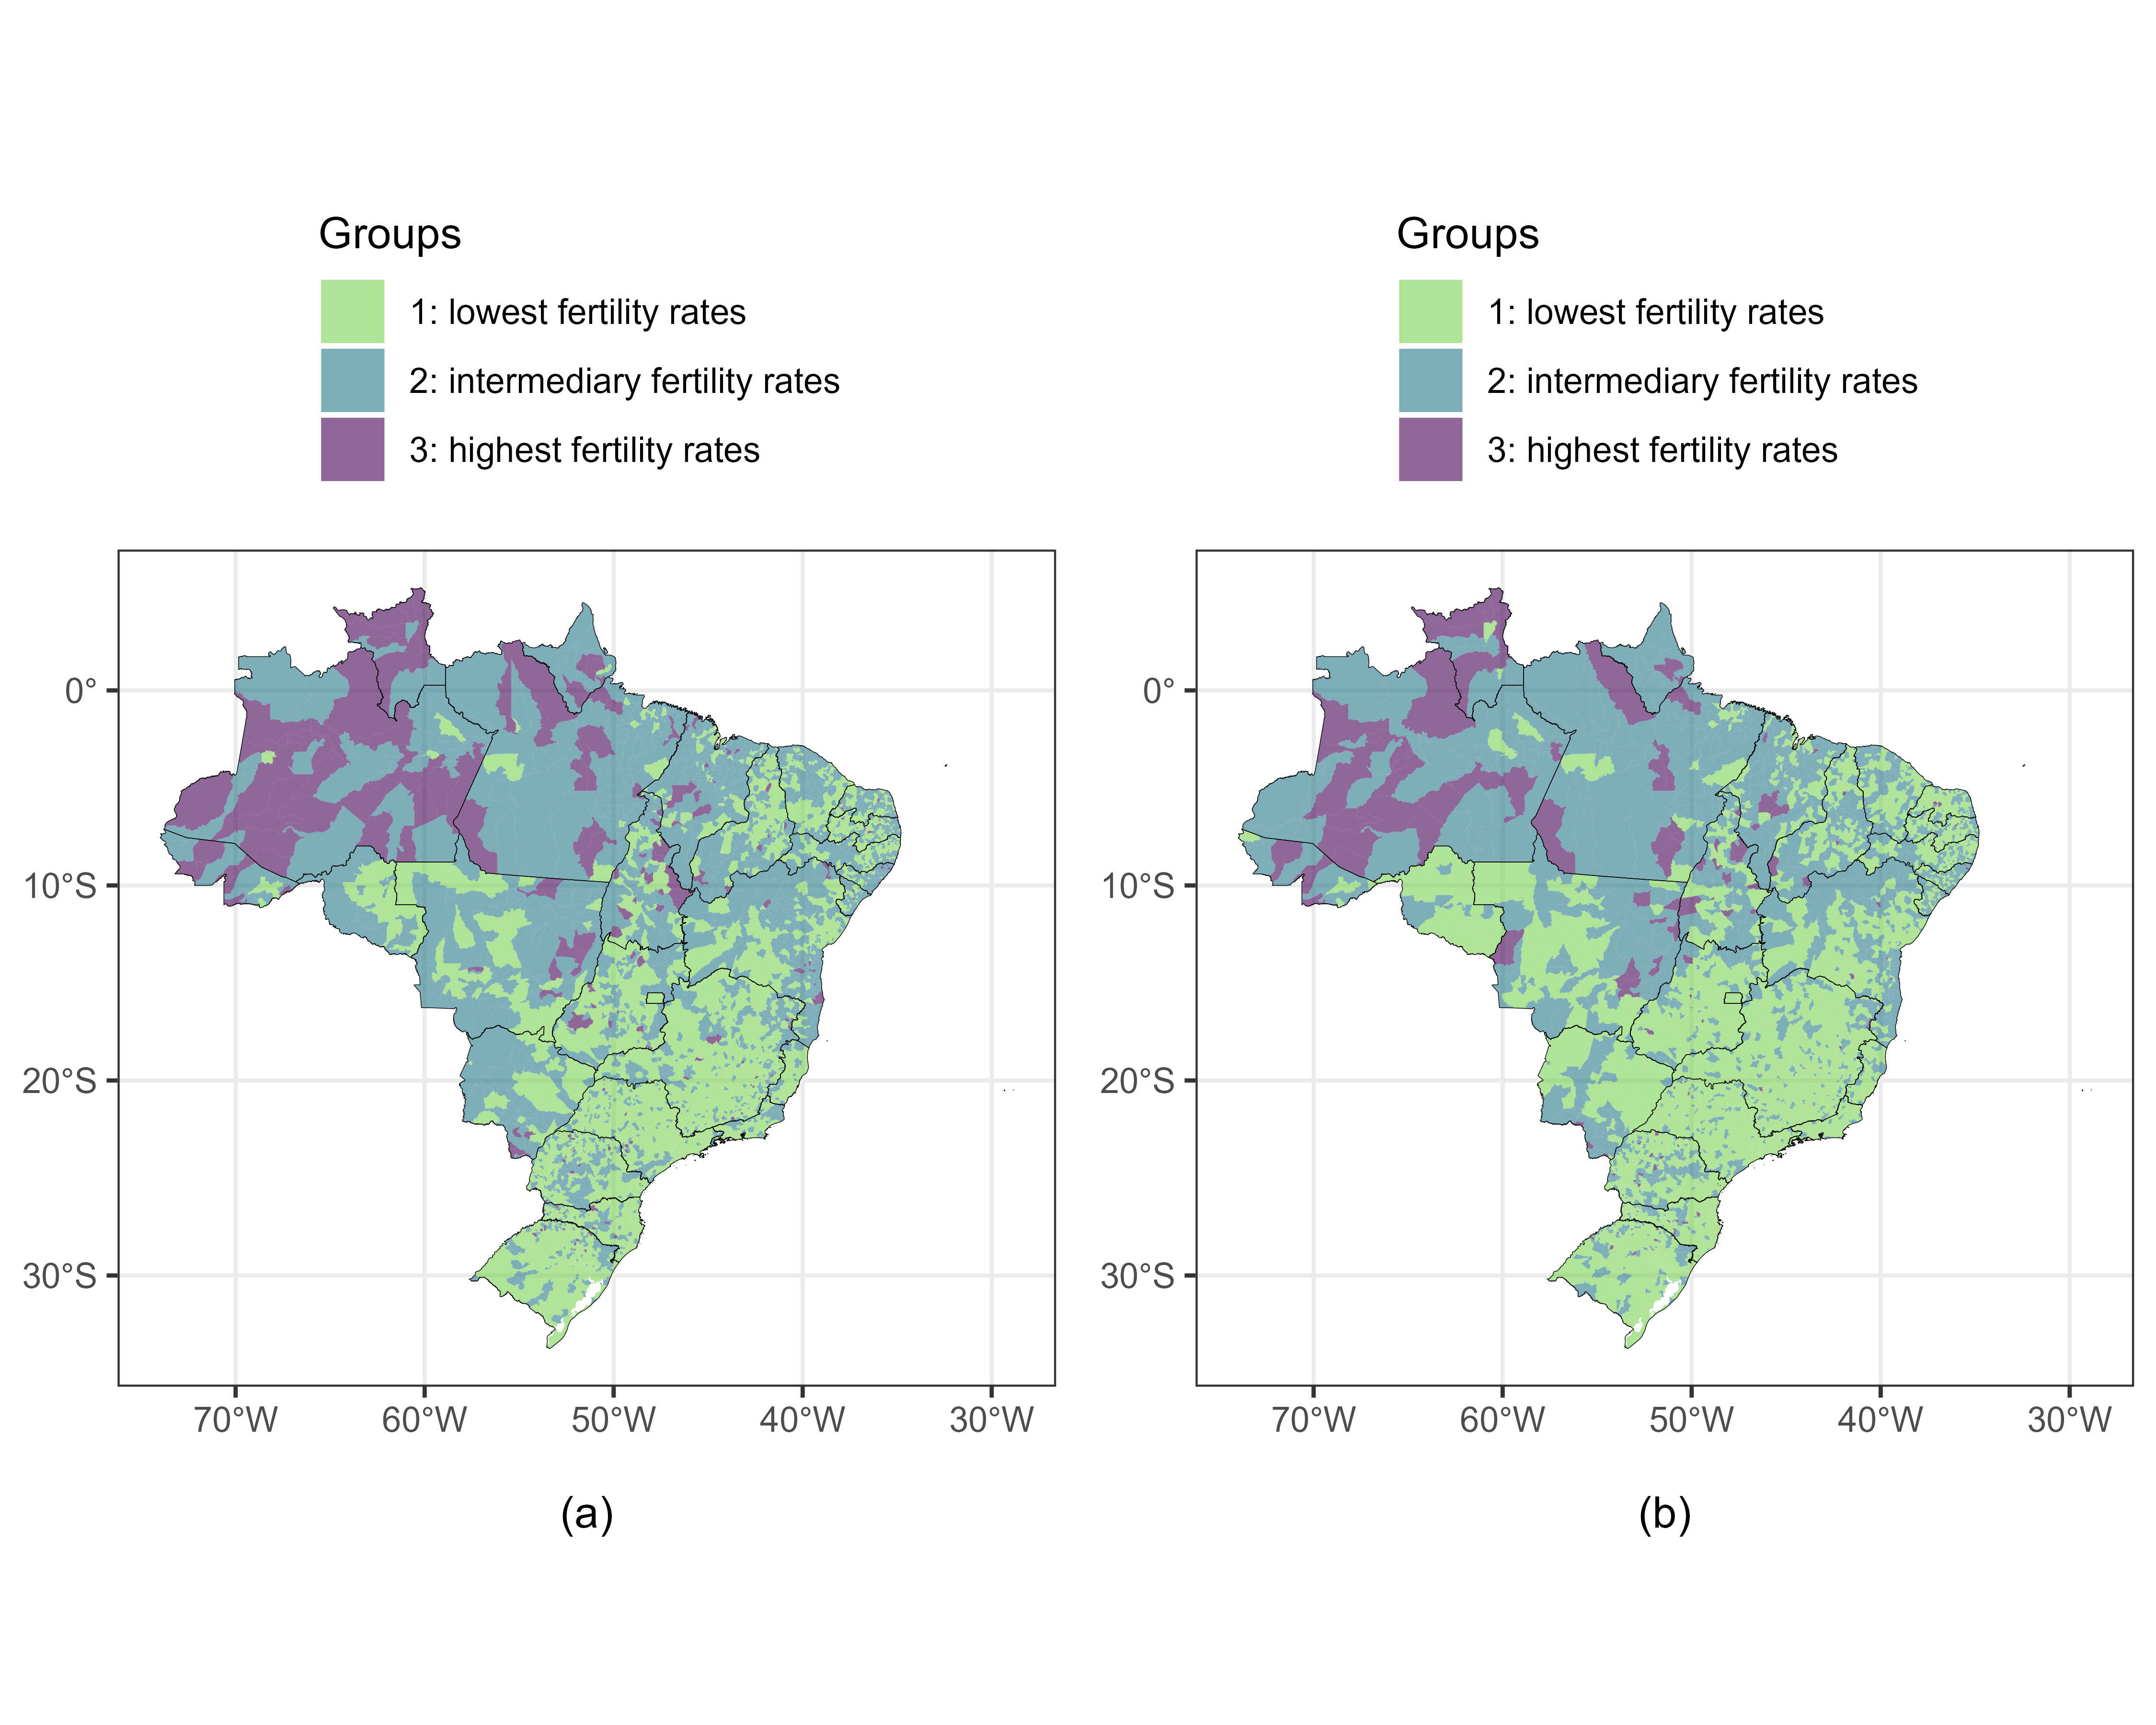 Groups
1: lowest fertility rates
2: intermediary fertility rates
3: highest fertility rates
0°
10°S
20°S
30°S
70°W
60°W
50°W
40°W
30°W
(a)
Groups
1: lowest fertility rates
2: intermediary fertility rates
3: highest fertility rates
0°
10°S
20°S
30°S
70°W
60°W
50°W
40°W
30°W
(b)